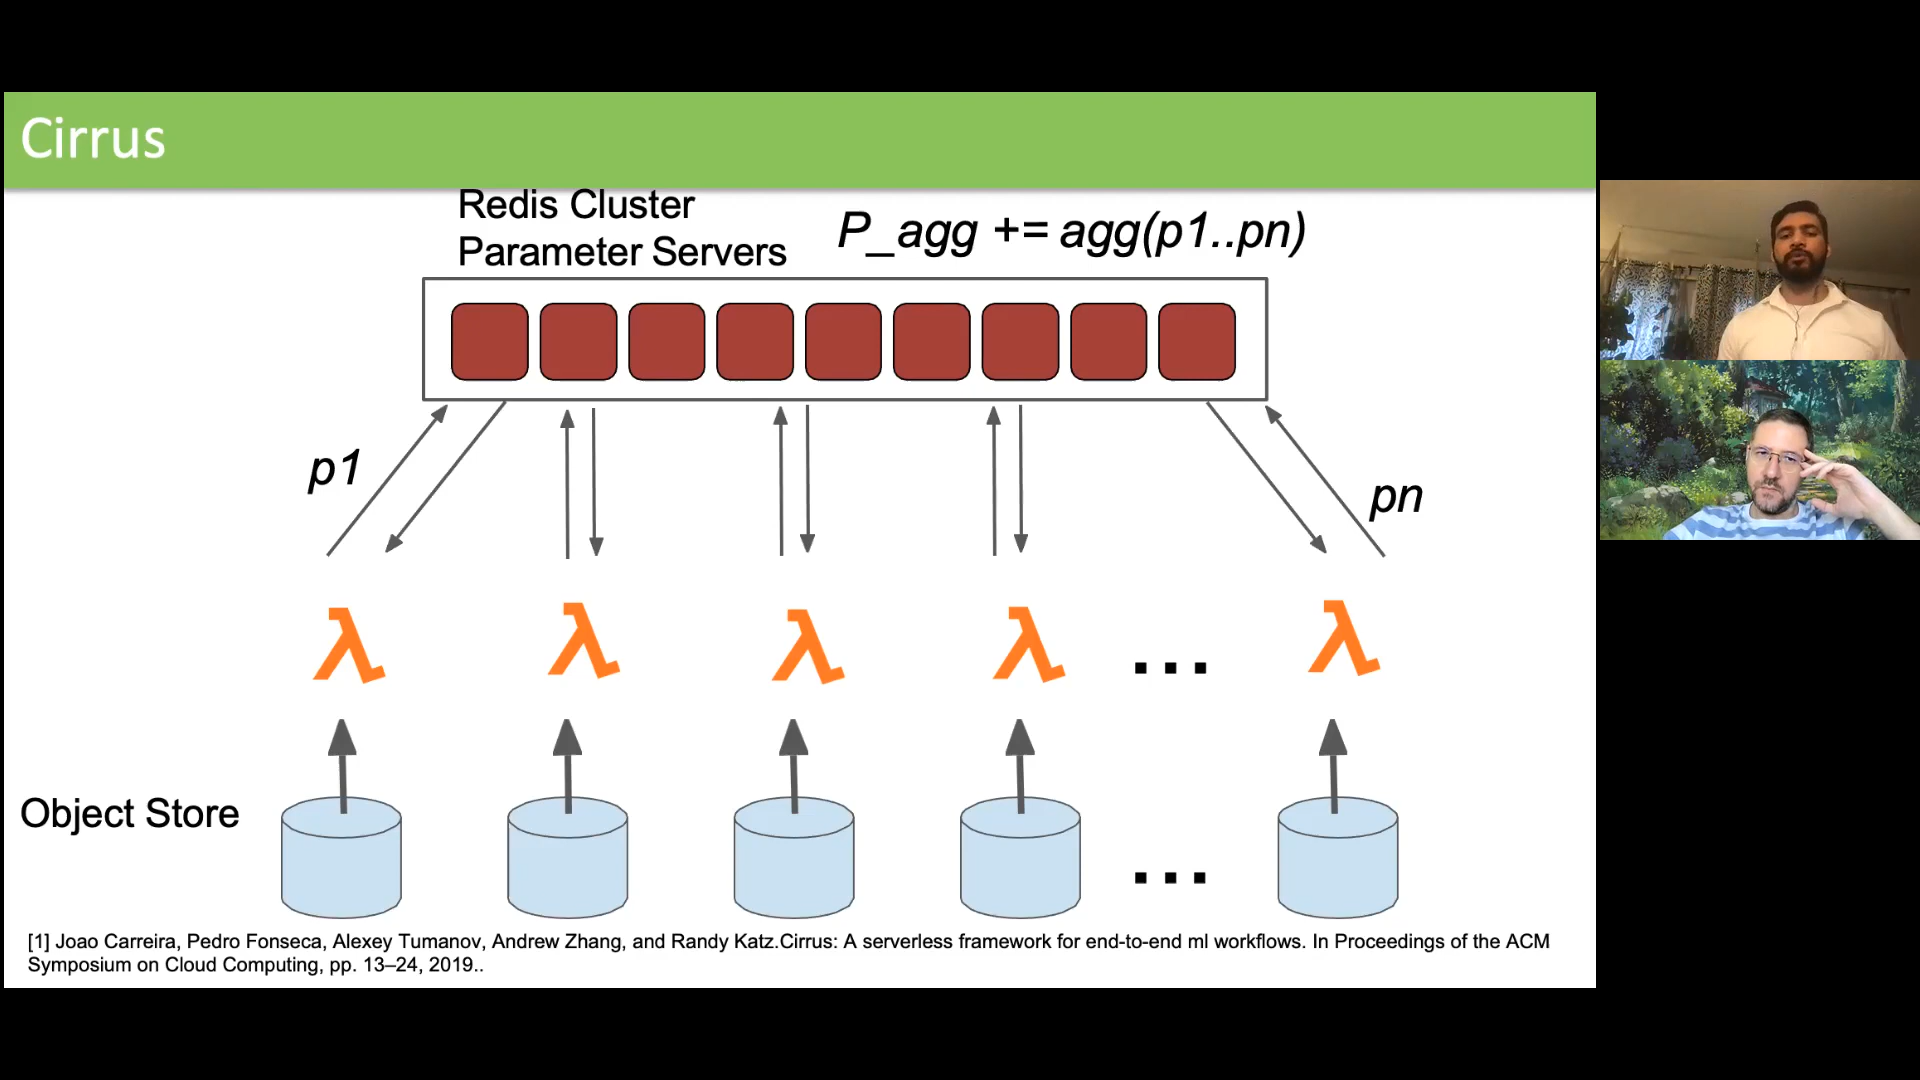 Cirrus
Redis Cluster
Parameter Servers
P_agg += agg(p1..pn)
p1
pn
λ λ λ λ ... λ
Object Store
...
[1] Joao Carreira, Pedro Fonseca, Alexey Tumanov, Andrew Zhang, and Randy Katz.Cirrus: A serverless framework for end-to-end ml workflows. In Proceedings of the ACM
Symposium on Cloud Computing, pp. 13–24, 2019..